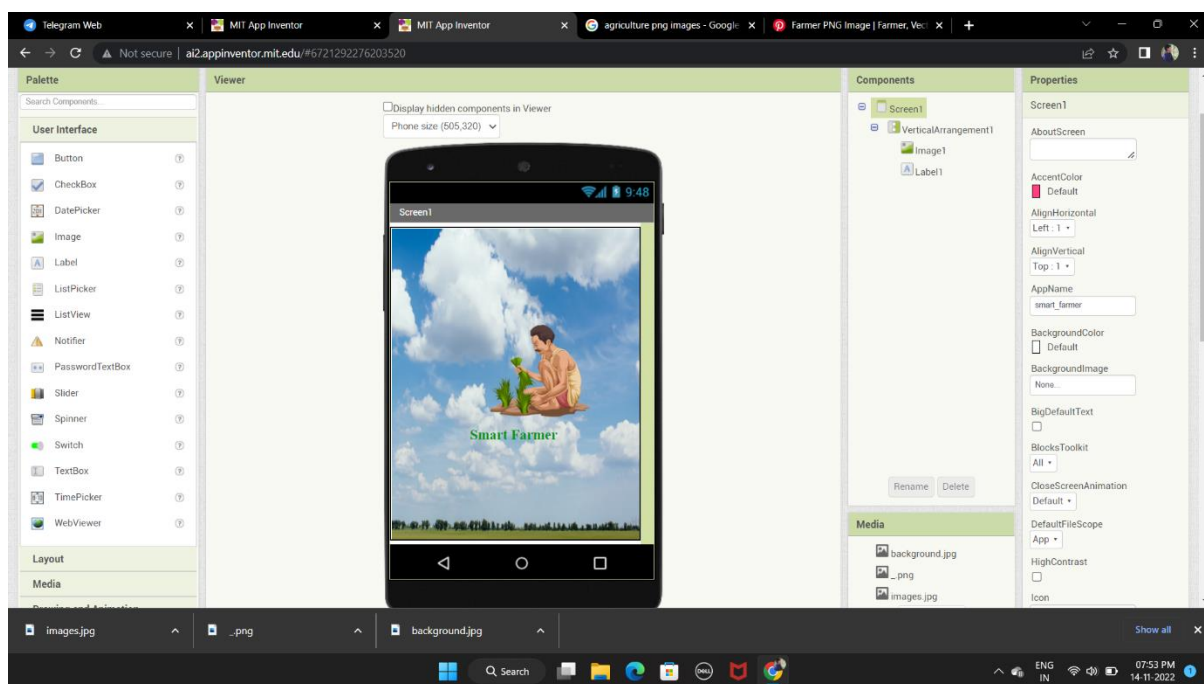 Telegram Web
MIT App Inventor
MIT App Inventor
agriculture png images - Google
Farmer PNG Image | Farmer, Vect
Not secure | ai2.appinventor.mit.edu/#6721292276203520
Palette
Search Components...
User Interface
Button
CheckBox
DatePicker
Image
Label
ListPicker
ListView
Notifier
PasswordTextBox
Slider
Spinner
Switch
TextBox
TimePicker
WebViewer
Layout
Media
Viewer
Display hidden components in Viewer
Phone size (505,320)
9:48
Screen1
Smart Farmer
Components
Screen1
VerticalArrangement1
Image1
Label1
Rename Delete
Media
background.jpg
_.png
images.jpg
Properties
Screen1
AboutScreen
AccentColor
Default
AlignHorizontal
Left : 1
AlignVertical
Top : 1
AppName
smart_farmer
BackgroundColor
Default
BackgroundImage
None...
BigDefaultText
BlocksToolkit
All
CloseScreenAnimation
Default
DefaultFileScope
App
HighContrast
Icon
images.jpg
_.png
background.jpg
Show all
Search
DELL
ENG
IN
07:53 PM
14-11-2022
1